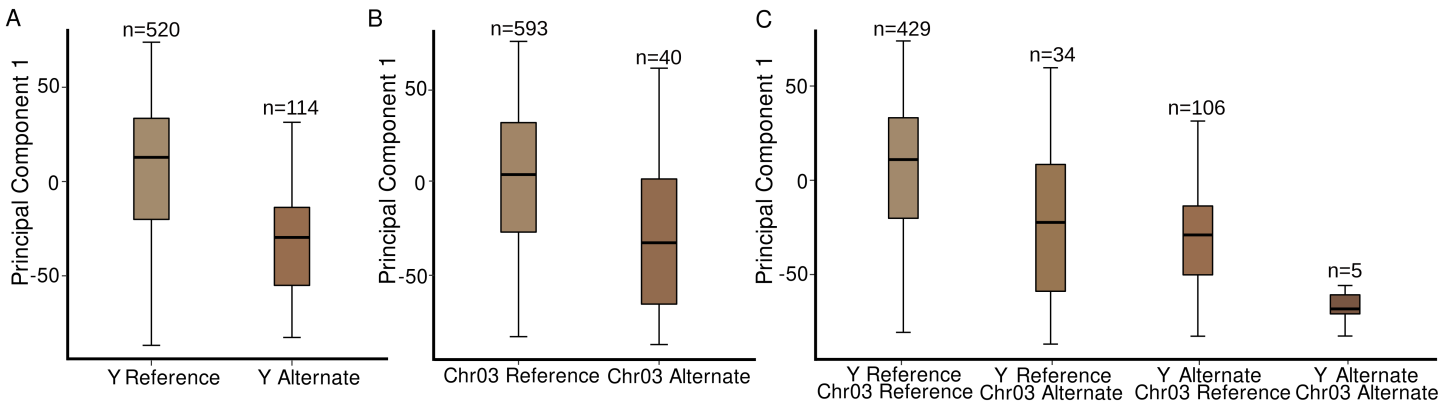 A
Principal Component 1
50
0
-50
n=520
n=114
Y Reference
Y Alternate
B
Principal Component 1
50
0
-50
n=593
n=40
Chr03 Reference
Chr03 Alternate
C
Principal Component 1
50
0
-50
n=429
n=34
n=106
n=5
Y Reference
Chr03 Reference
Y Reference
Chr03 Alternate
Y Alternate
Chr03 Reference
Y Alternate
Chr03 Alternate